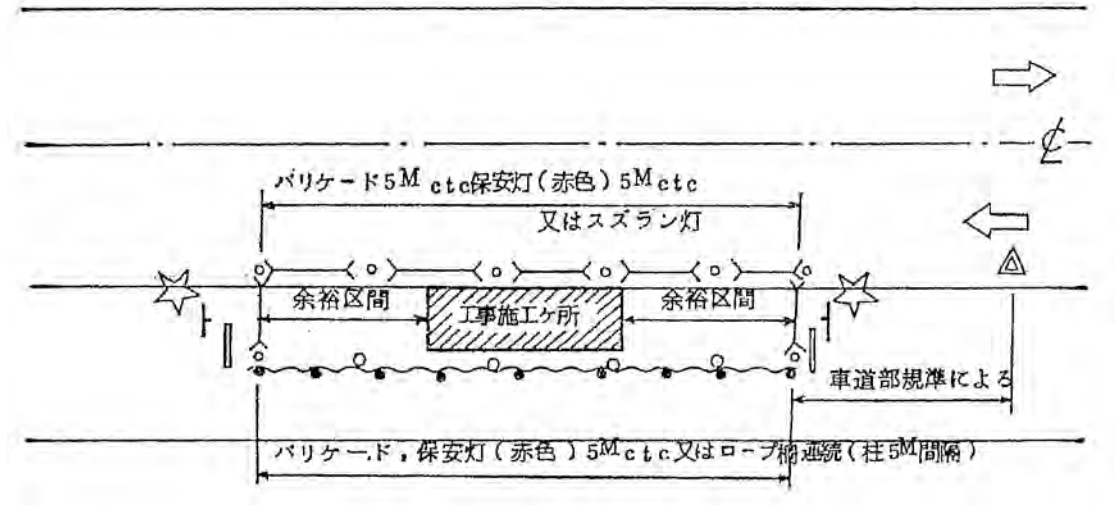 バリケード5M ctc保安灯(赤色)5Mctc
又はスズラン灯
余裕区間
工事施工ヶ所
余裕区間
車道部規準による
バリケード,保安灯(赤色)5Mctc又はロープ柵連続(柱5M間隔)